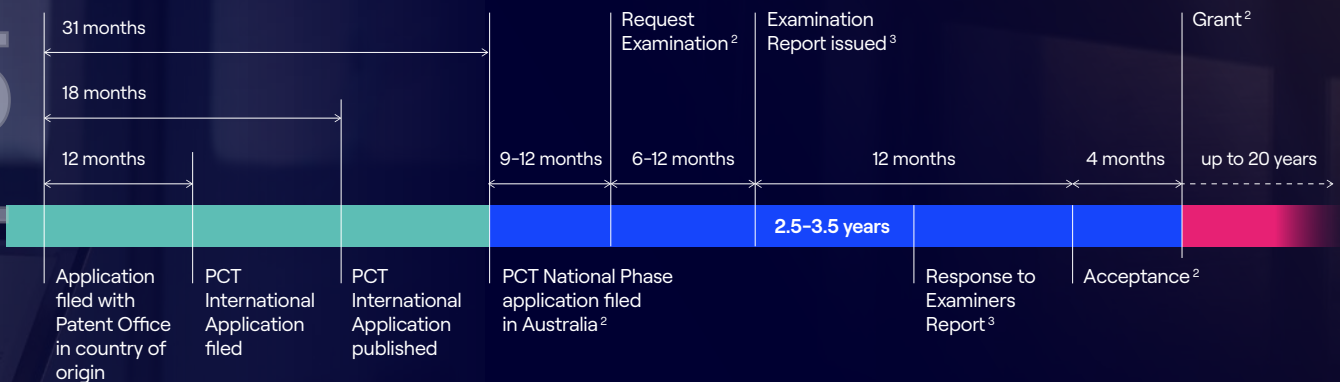 31 months
18 months
12 months
Request
Examination ²
Examination
Report issued ³
Grant ²
9-12 months
6-12 months
12 months
4 months
up to 20 years
2.5-3.5 years
Application
filed with
Patent Office
in country of
origin
PCT
International
Application
filed
PCT
International
Application
published
PCT National Phase
application filed
in Australia ²
Response to
Examiners
Report ³
Acceptance ²